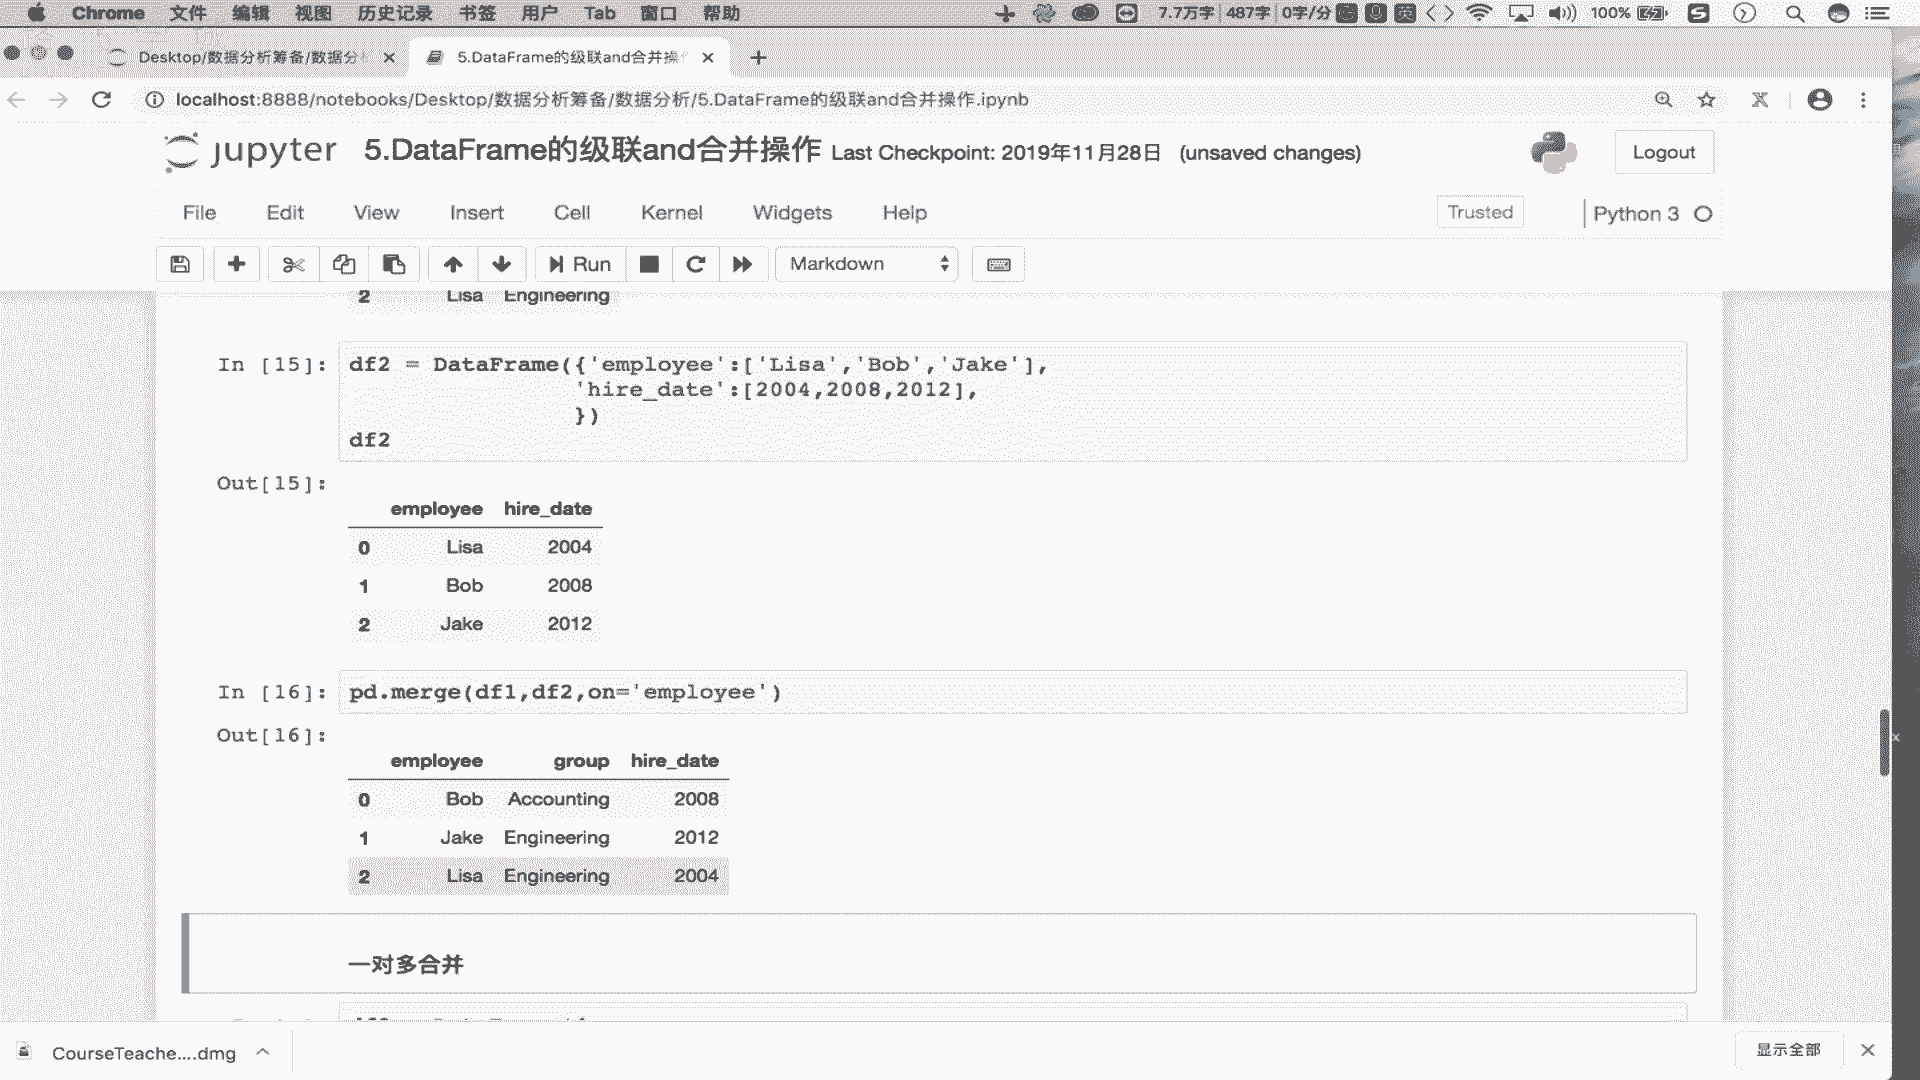 Chrome 文件 编辑 视图 历史记录 书签 用户 Tab 窗口 帮助 7.7万字 487字 0字/分 英 100%
Desktop/数据分析筹备/数据分
5.DataFrame的级联and合并操
localhost:8888/notebooks/Desktop/数据分析筹备/数据分析/5.DataFrame的级联and合并操作.ipynb
jupyter 5.DataFrame的级联and合并操作 Last Checkpoint: 2019年11月28日 (unsaved changes)
Logout
File Edit View Insert Cell Kernel Widgets Help
Trusted
Python 3
Run
Markdown
2 Lisa Engineering
In [15]: df2 = DataFrame({'employee':['Lisa','Bob','Jake'],
'hire_date':[2004,2008,2012],
})
df2
Out[15]:
employee hire_date
0 Lisa 2004
1 Bob 2008
2 Jake 2012
In [16]: pd.merge(df1,df2,on='employee')
Out[16]:
employee group hire_date
0 Bob Accounting 2008
1 Jake Engineering 2012
2 Lisa Engineering 2004
一对多合并
CourseTeache....dmg
显示全部